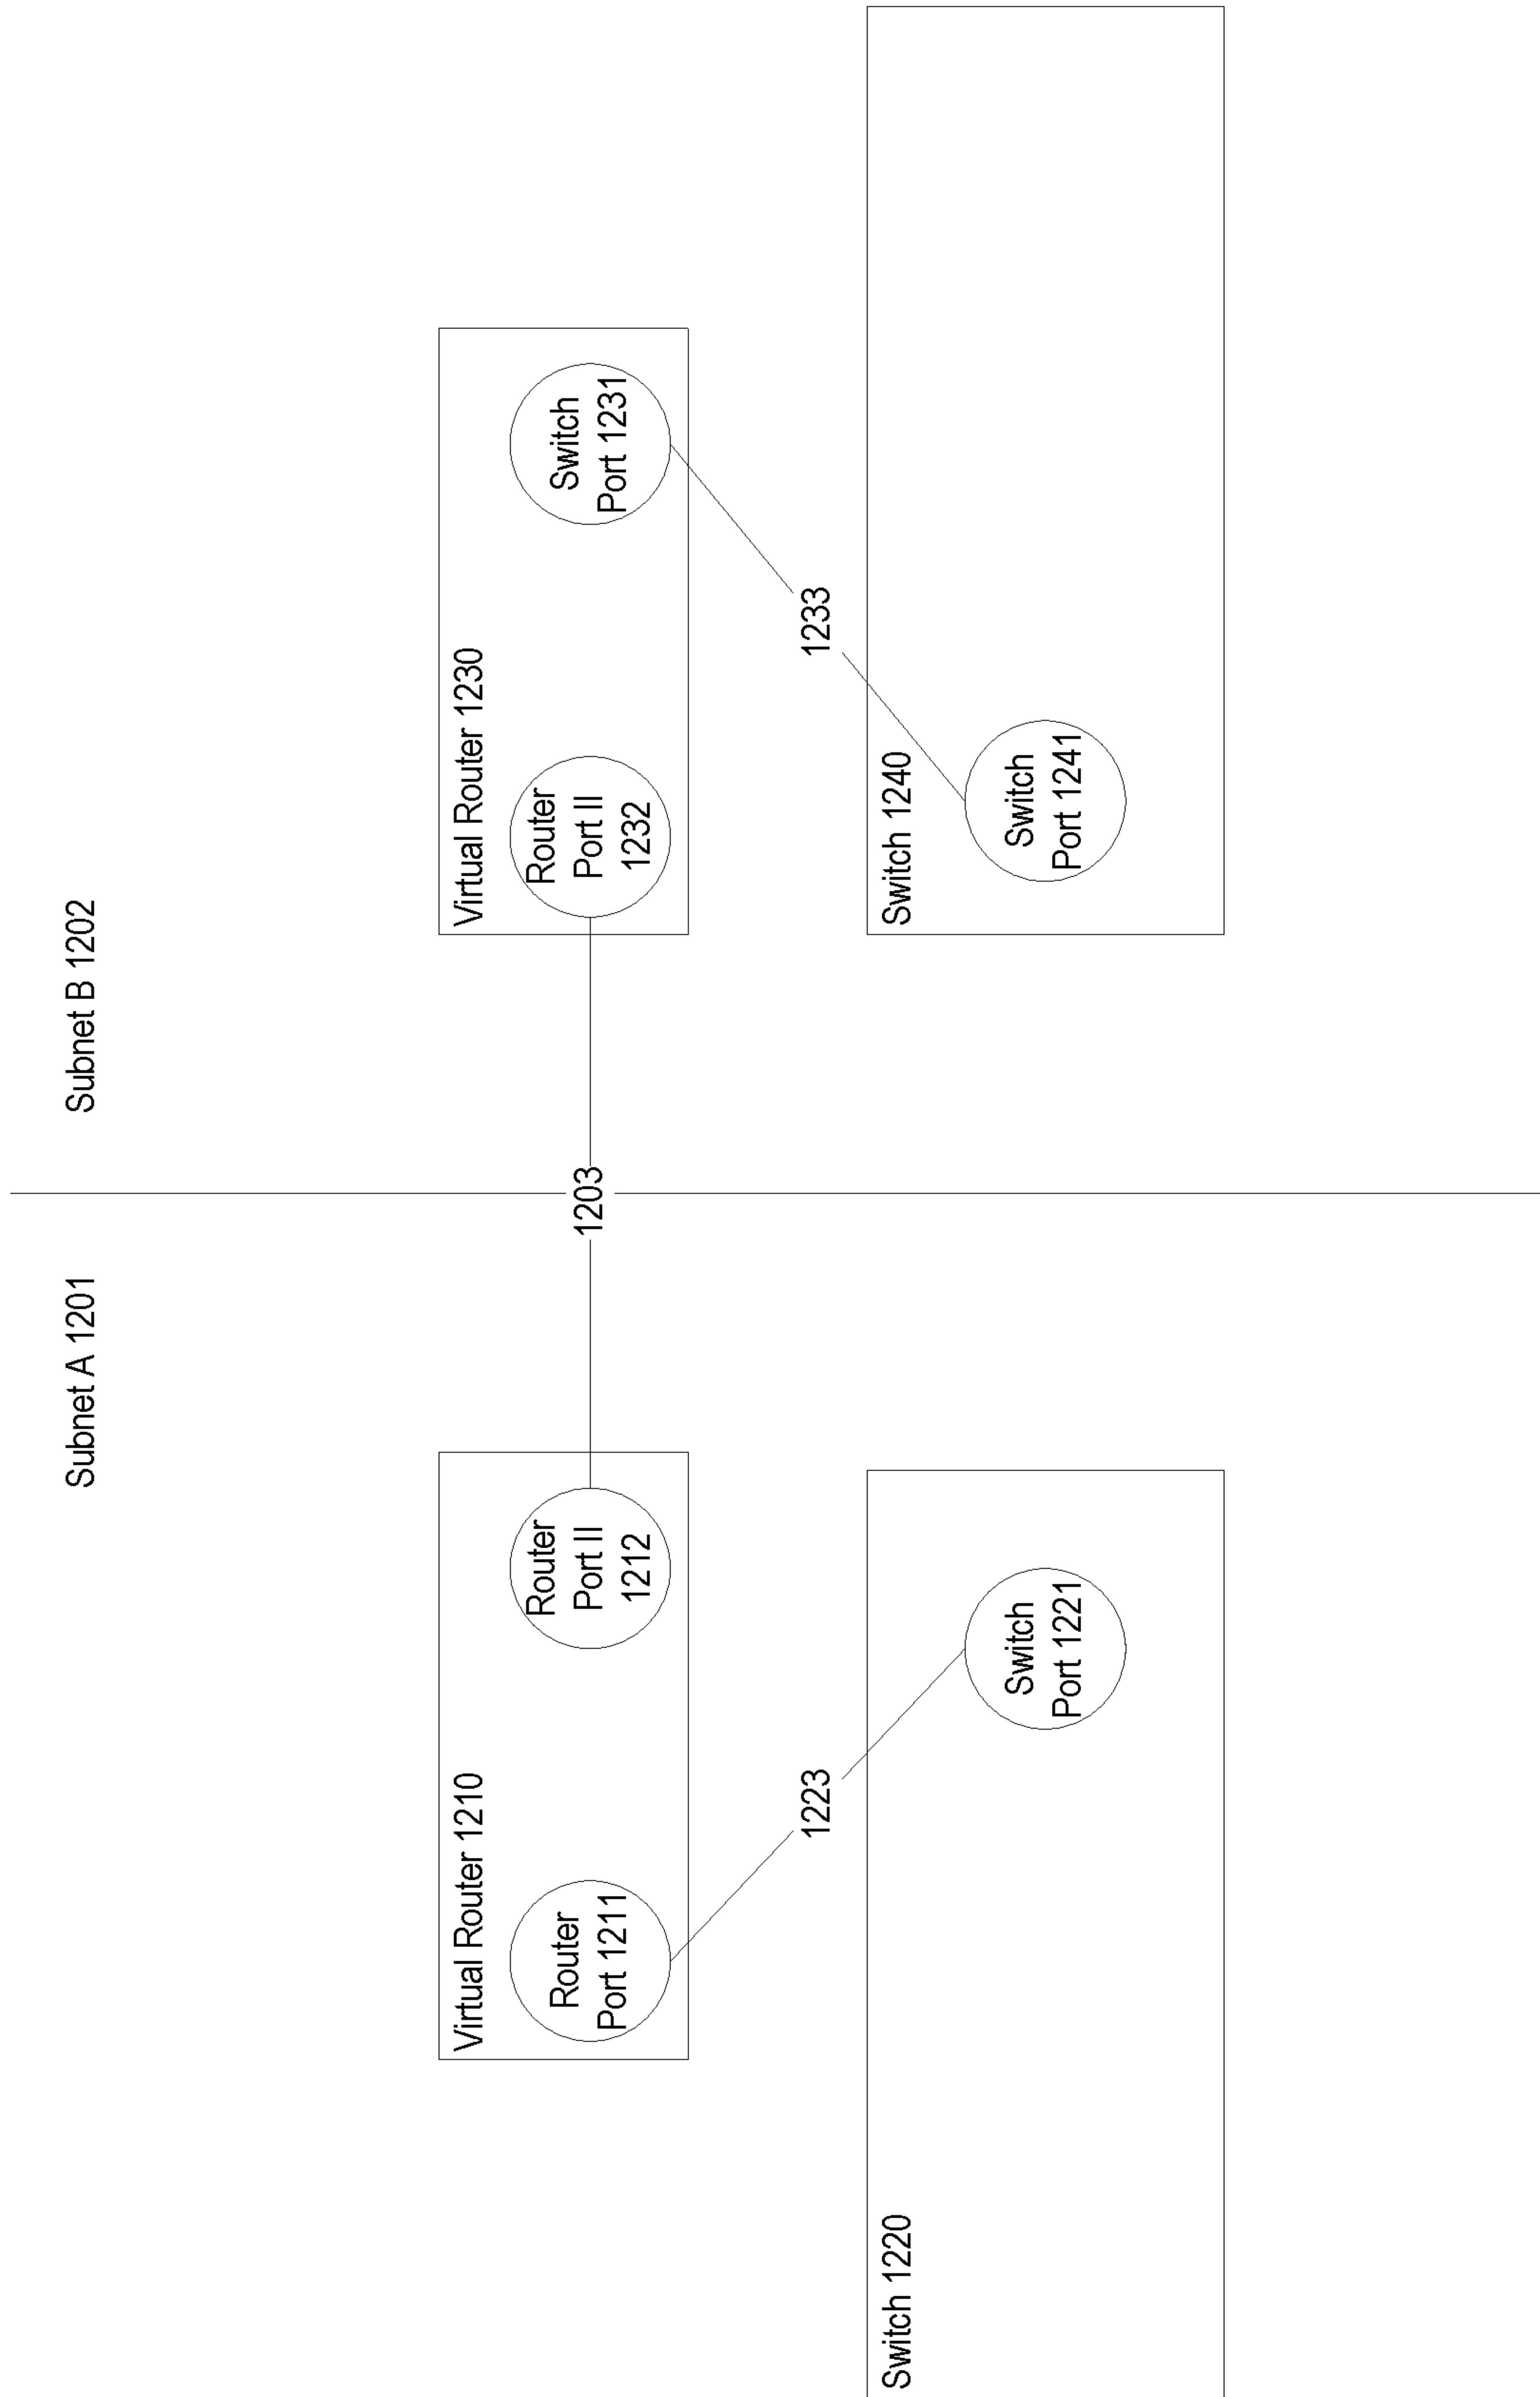 Subnet A 1201
Subnet B 1202
Virtual Router 1210
Router
Port 1211
Router
Port II
1212
1203
Virtual Router 1230
Router
Port II
1232
Switch
Port 1231
1223
1233
Switch 1220
Switch
Port 1221
Switch 1240
Switch
Port 1241